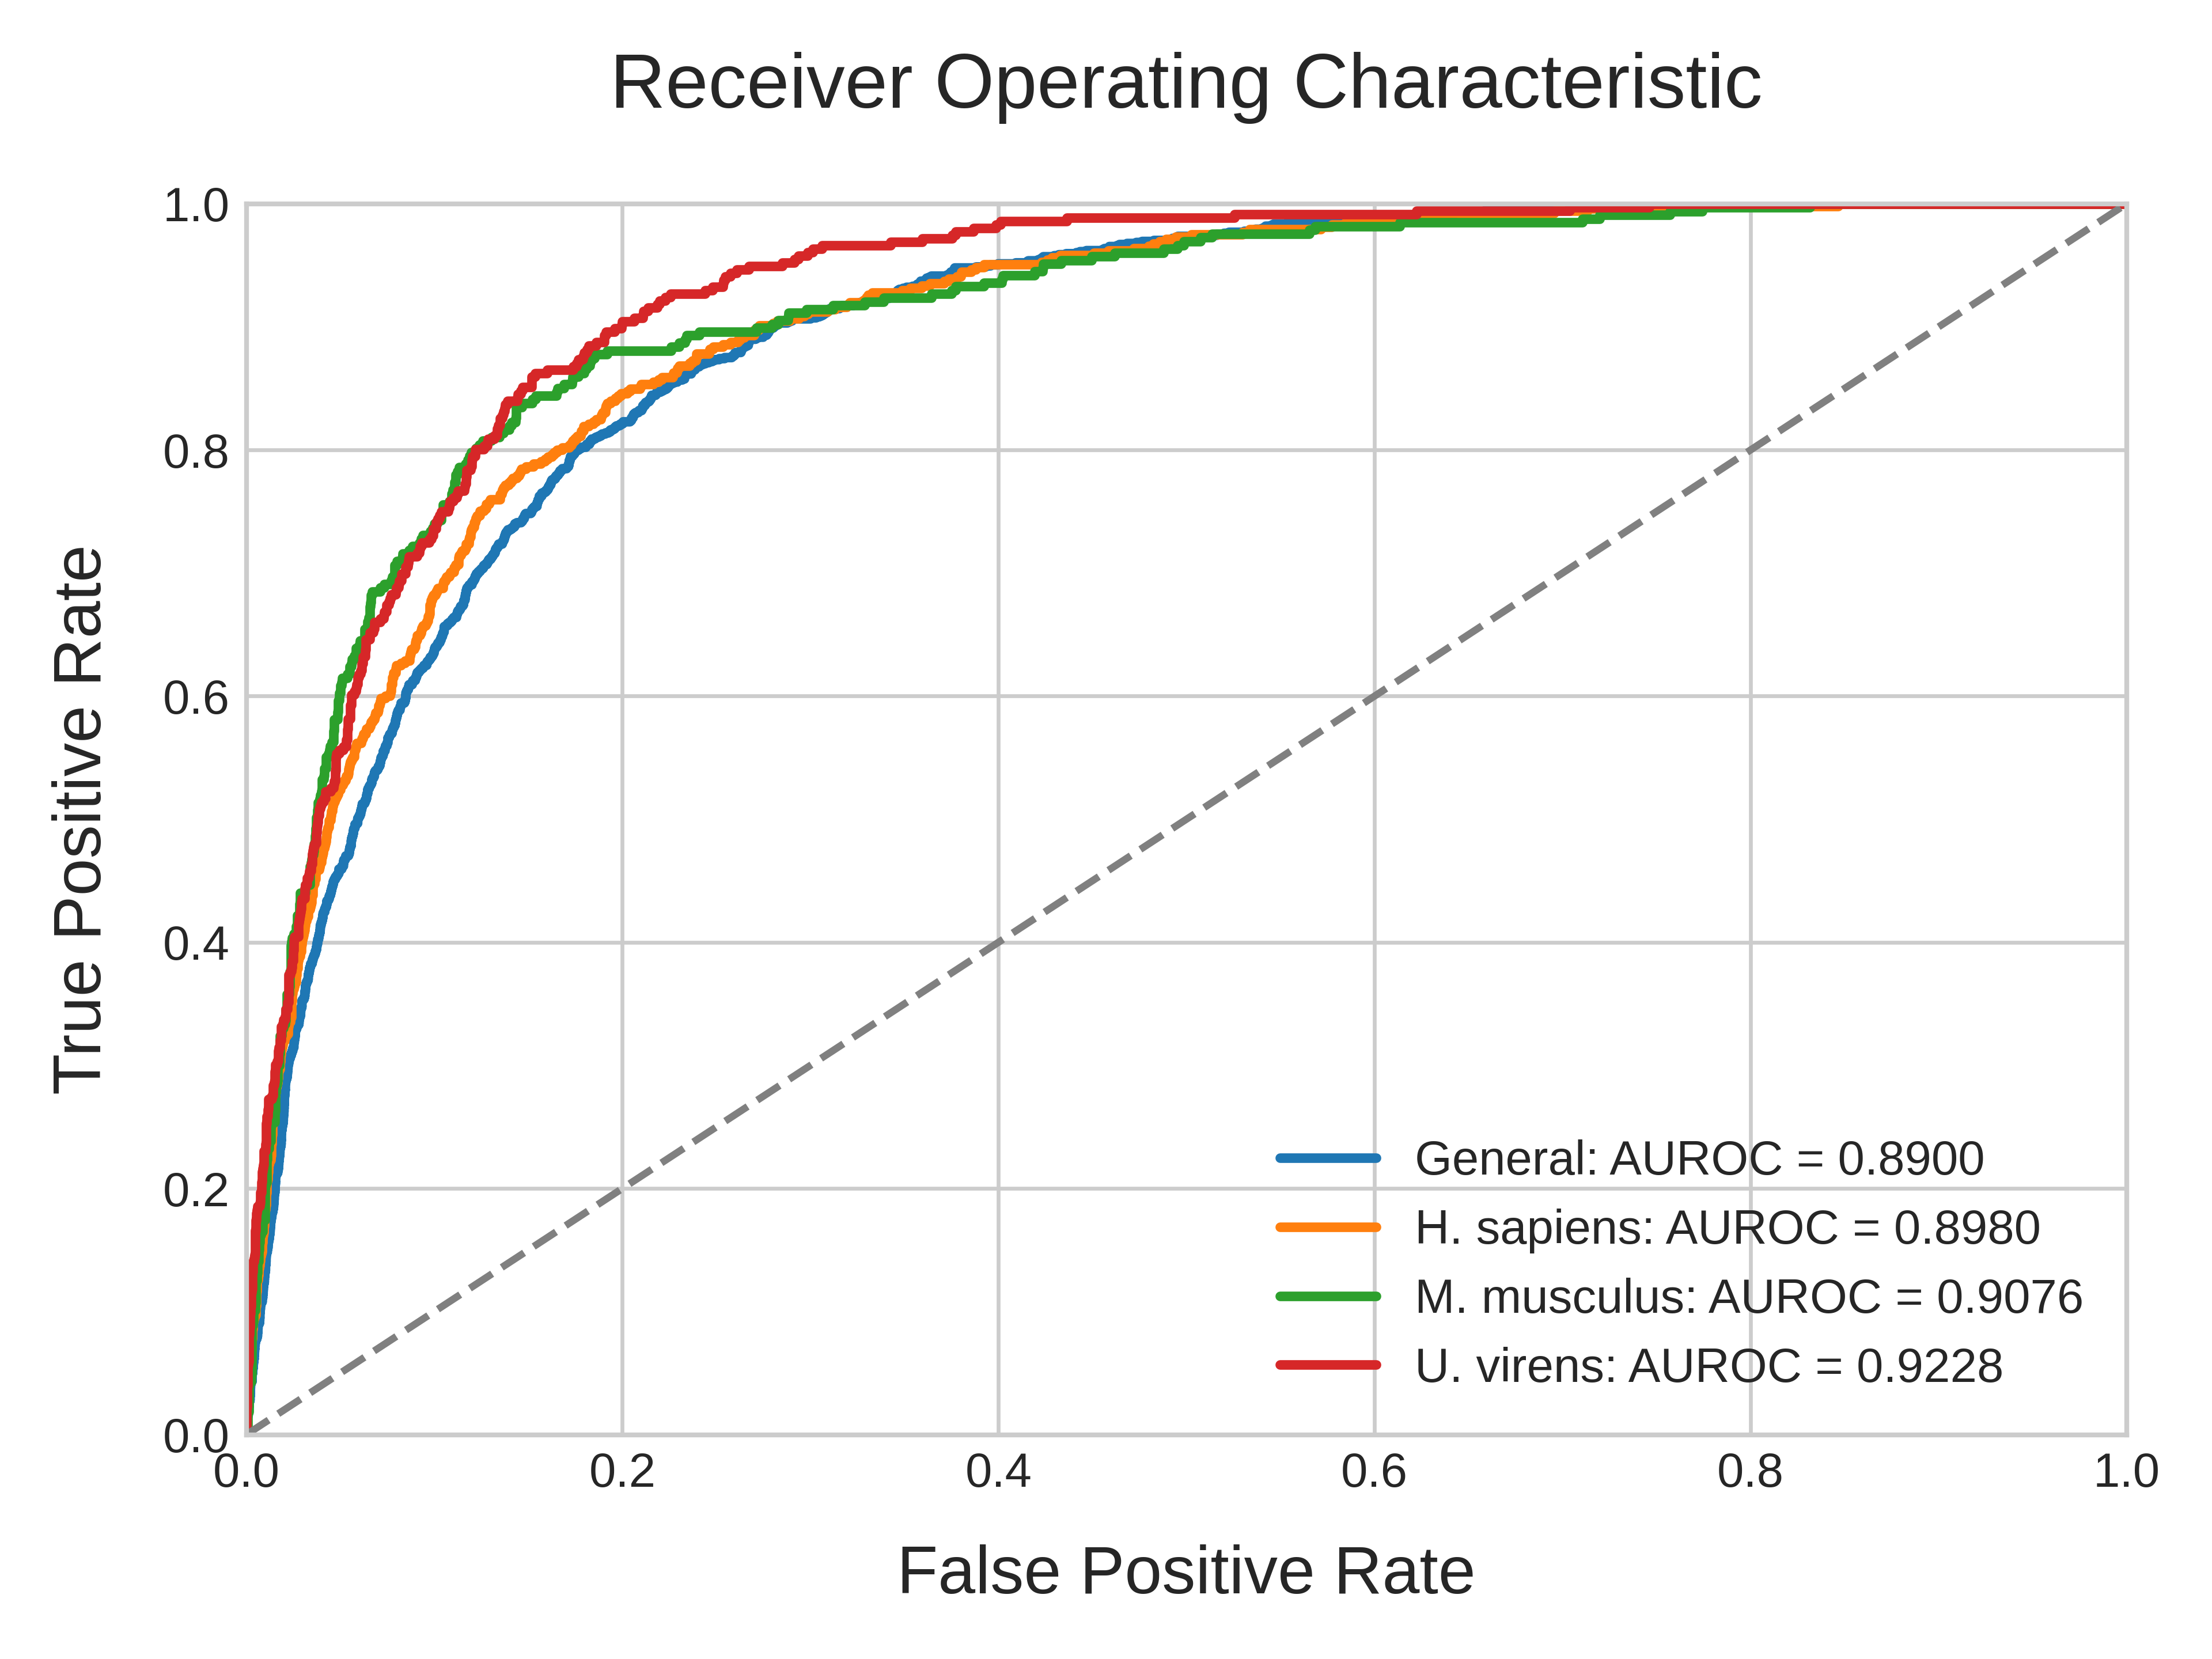 Receiver Operating Characteristic
1.0
0.8
0.6
0.4
0.2
0.0
True Positive Rate
General: AUROC = 0.8900
H. sapiens: AUROC = 0.8980
M. musculus: AUROC = 0.9076
U. virens: AUROC = 0.9228
0.0 0.2 0.4 0.6 0.8 1.0
False Positive Rate